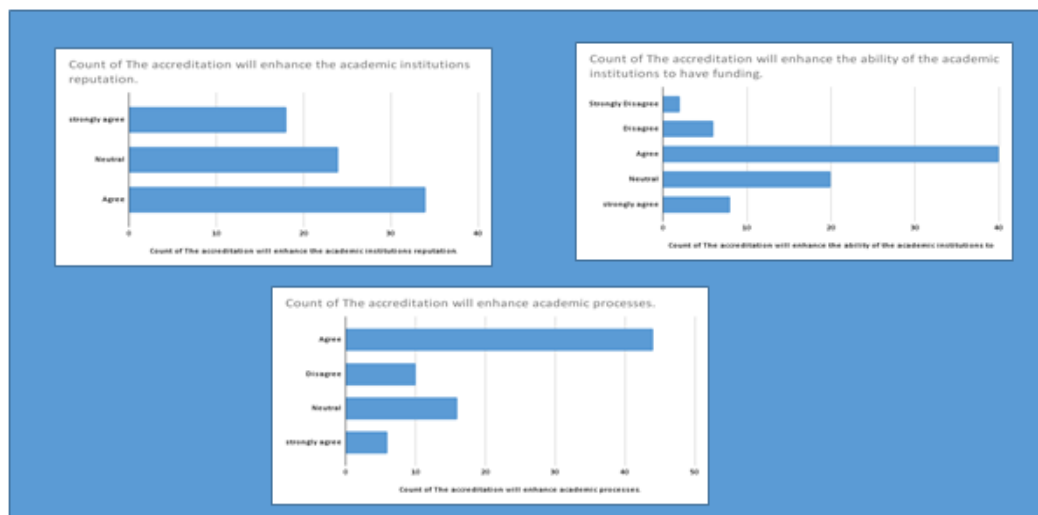 Count of The accreditation will enhance the academic institutions
reputation.
strongly agree
Neutral
Agree
0 10 20 30 40
Count of The accreditation will enhance the academic institutions reputation
Count of The accreditation will enhance the ability of the academic
institutions to have funding.
Strongly Disagree
Disagree
Agree
Neutral
strongly agree
0 10 20 30 40
Count of The accreditation will enhance the ability of the academic institutions to
Count of The accreditation will enhance academic processes.
Agree
Disagree
Neutral
strongly agree
0 10 20 30 40 50
Count of The accreditation will enhance academic processes.